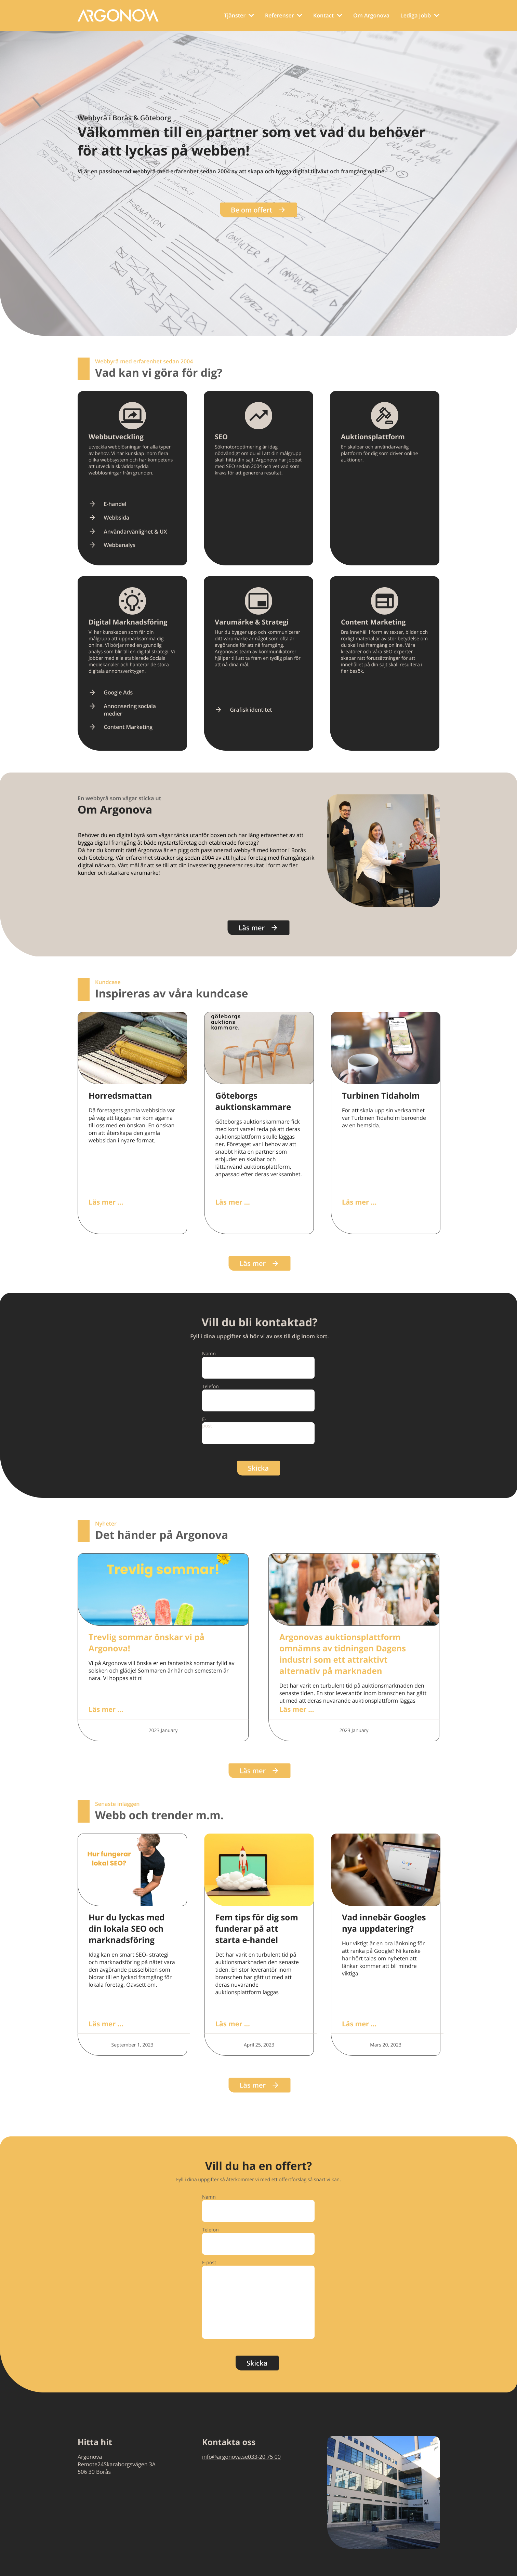 ARGONOVA
Tjänster
Referenser
Kontact
Om Argonova
Lediga jobb
Webbyrå i Borås & Göteborg
Välkommen till en partner som vet vad du behöver
för att lyckas på webben!
Vi är en passionerad webbyrå med erfarenhet sedan 2004 av att skapa och bygga digital tillväxt och framgång online.
Be om offert
Webbyrå med erfarenhet sedan 2004
Vad kan vi göra för dig?
Webbutveckling
utveckla webblösningar för alla typer
av behov. Vi har kunskap inom flera
olika webbsystem och har kompetens
att utveckla skräddarsydda
webblösningar från grunden.
E-handel
Webbsida
Användarvänlighet & UX
Webbanalys
SEO
Sökmotoroptimering är idag
nödvändigt om du vill att din målgrupp
skall hitta din sajt. Argonova har jobbat
med SEO sedan 2004 och vet vad som
krävs för att generera resultat.
Auktionsplattform
En skalbar och användarvänlig
plattform för dig som driver online
auktioner.
Digital Marknadsföring
Vi har kunskapen som får din
målgrupp att uppmärksamma dig
online. Vi börjar med en grundlig
analys som blir till en digital strategi. Vi
jobbar med alla etablerade Sociala
mediekanaler och hanterar de stora
digitala annonsverktygen.
Google Ads
Annonsering sociala
medier
Content Marketing
Varumärke & Strategi
Hur du bygger upp och kommunicerar
ditt varumärke är något som ofta är
avgörande för att nå framgång.
Argonovas team av kommunikatörer
hjälper till att ta fram en tydlig plan för
att nå dina mål.
Grafisk identitet
Content Marketing
Bra innehåll i form av texter, bilder och
rörligt material är av stor betydelse om
du skall nå framgång online. Våra
kreatörer och våra SEO experter
skapar rätt förutsättningar för att
innehållet på din sajt skall resultera i
fler besök.
En webbyrå som vågar sticka ut
Om Argonova
Behöver du en digital byrå som vågar tänka utanför boxen och har lång erfarenhet av att
bygga digital framgång åt både nystartsföretag och etablerade företag?
Då har du kommit rätt! Argonova är en pigg och passionerad webbyrå med kontor i Borås
och Göteborg. Vår erfarenhet sträcker sig sedan 2004 av att hjälpa företag med framgångsrik
digital närvaro. Vårt mål är att se till att din investering genererar resultat i form av fler
kunder och starkare varumärke!
Läs mer
Kundcase
Inspireras av våra kundcase
Horredsmattan
Då företagets gamla webbsida var
på väg att läggas ner kom ägarna
till oss med en önskan. En önskan
om att återskapa den gamla
webbsidan i nyare format.
Läs mer ...
göteborgs
auktions
kammare.
Göteborgs
auktionskammare
Göteborgs auktionskammare fick
med kort varsel reda på att deras
auktionsplattform skulle läggas
ner. Företaget var i behov av att
snabbt hitta en partner som
erbjuder en skalbar och
lättanvänd auktionsplattform,
anpassad efter deras verksamhet.
Läs mer ...
Turbinen Tidaholm
För att skala upp sin verksamhet
var Turbinen Tidaholm beroende
av en hemsida.
Läs mer ...
Läs mer
Vill du bli kontaktad?
Fyll i dina uppgifter så hör vi av oss till dig inom kort.
Namn
Telefon
E-
Skicka
Nyheter
Det händer på Argonova
Trevlig sommar!
Trevlig sommar önskar vi på
Argonova!
Vi på Argonova vill önska er en fantastisk sommar fylld av
solsken och glädje! Sommaren är här och semestern är
nära. Vi hoppas att ni
Läs mer ...
2023 January
Argonovas auktionsplattform
omnämns av tidningen Dagens
industri som ett attraktivt
alternativ på marknaden
Det har varit en turbulent tid på auktionsmarknaden den
senaste tiden. En stor leverantör inom branschen har gått
ut med att deras nuvarande auktionsplattform läggas
Läs mer ...
2023 January
Läs mer
Senaste inläggen
Webb och trender m.m.
Hur fungerar
lokal SEO?
Hur du lyckas med
din lokala SEO och
marknadsföring
Idag kan en smart SEO- strategi
och marknadsföring på nätet vara
den avgörande pusselbiten som
bidrar till en lyckad framgång för
lokala företag. Oavsett om.
Läs mer ...
September 1, 2023
Fem tips för dig som
funderar på att
starta e-handel
Det har varit en turbulent tid på
auktionsmarknaden den senaste
tiden. En stor leverantör inom
branschen har gått ut med att
deras nuvarande
auktionsplattform läggas
Läs mer ...
April 25, 2023
Google
Vad innebär Googles
nya uppdatering?
Hur viktigt är en bra länkning för
att ranka på Google? Ni kanske
har hört talas om nyheten att
länkar kommer att bli mindre
viktiga
Läs mer ...
Mars 20, 2023
Läs mer
Vill du ha en offert?
Fyll i dina uppgifter så återkommer vi med ett offentförslag så snart vi kan.
Namn
Telefon
E-post
Skicka
Hitta hit
Argonova
Remote24Skaraborgsvägen 3A
506 30 Borås
Kontakta oss
info@argonova.se033-20 75 00